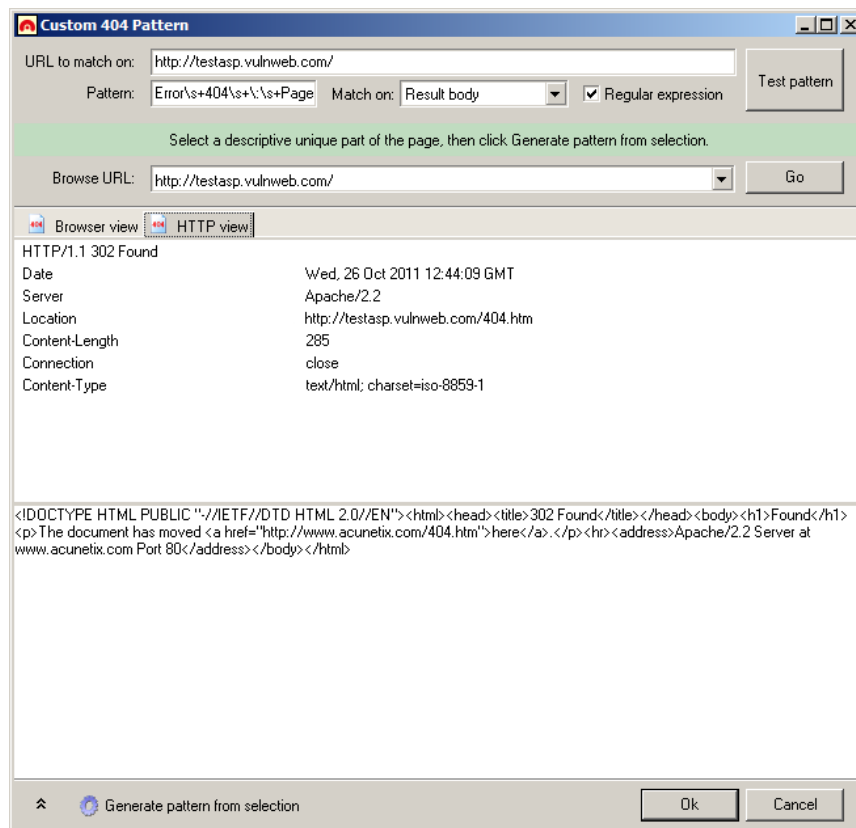 Custom 404 Pattern
URL to match on: http://testasp.vulnweb.com/
Pattern: Error\s+404\s+\:\s+Page Match on: Result body Regular expression Test pattern
Select a descriptive unique part of the page, then click Generate pattern from selection.
Browse URL: http://testasp.vulnweb.com/ Go
404 Browser view 404 HTTP view
HTTP/1.1 302 Found
Date Wed, 26 Oct 2011 12:44:09 GMT
Server Apache/2.2
Location http://testasp.vulnweb.com/404.htm
Content-Length 285
Connection close
Content-Type text/html; charset=iso-8859-1
<!DOCTYPE HTML PUBLIC "-//IETF//DTD HTML 2.0//EN"><html><head><title>302 Found</title></head><body><h1>Found</h1>
<p>The document has moved <a href="http://www.acunetix.com/404.htm">here</a>.</p><hr><address>Apache/2.2 Server at
www.acunetix.com Port 80</address></body></html>
Generate pattern from selection Ok Cancel